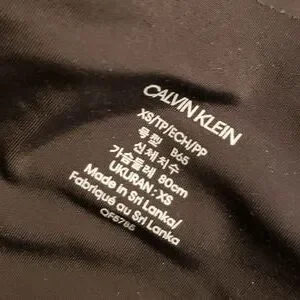 CALVIN KLEIN
XS/TP/ECH/PP
특형 B65
신체치수
가슴둘레 80cm
UKURAN: XS
Made in Sri Lanka/
Fabriqué au Sri Lanka
QF5786